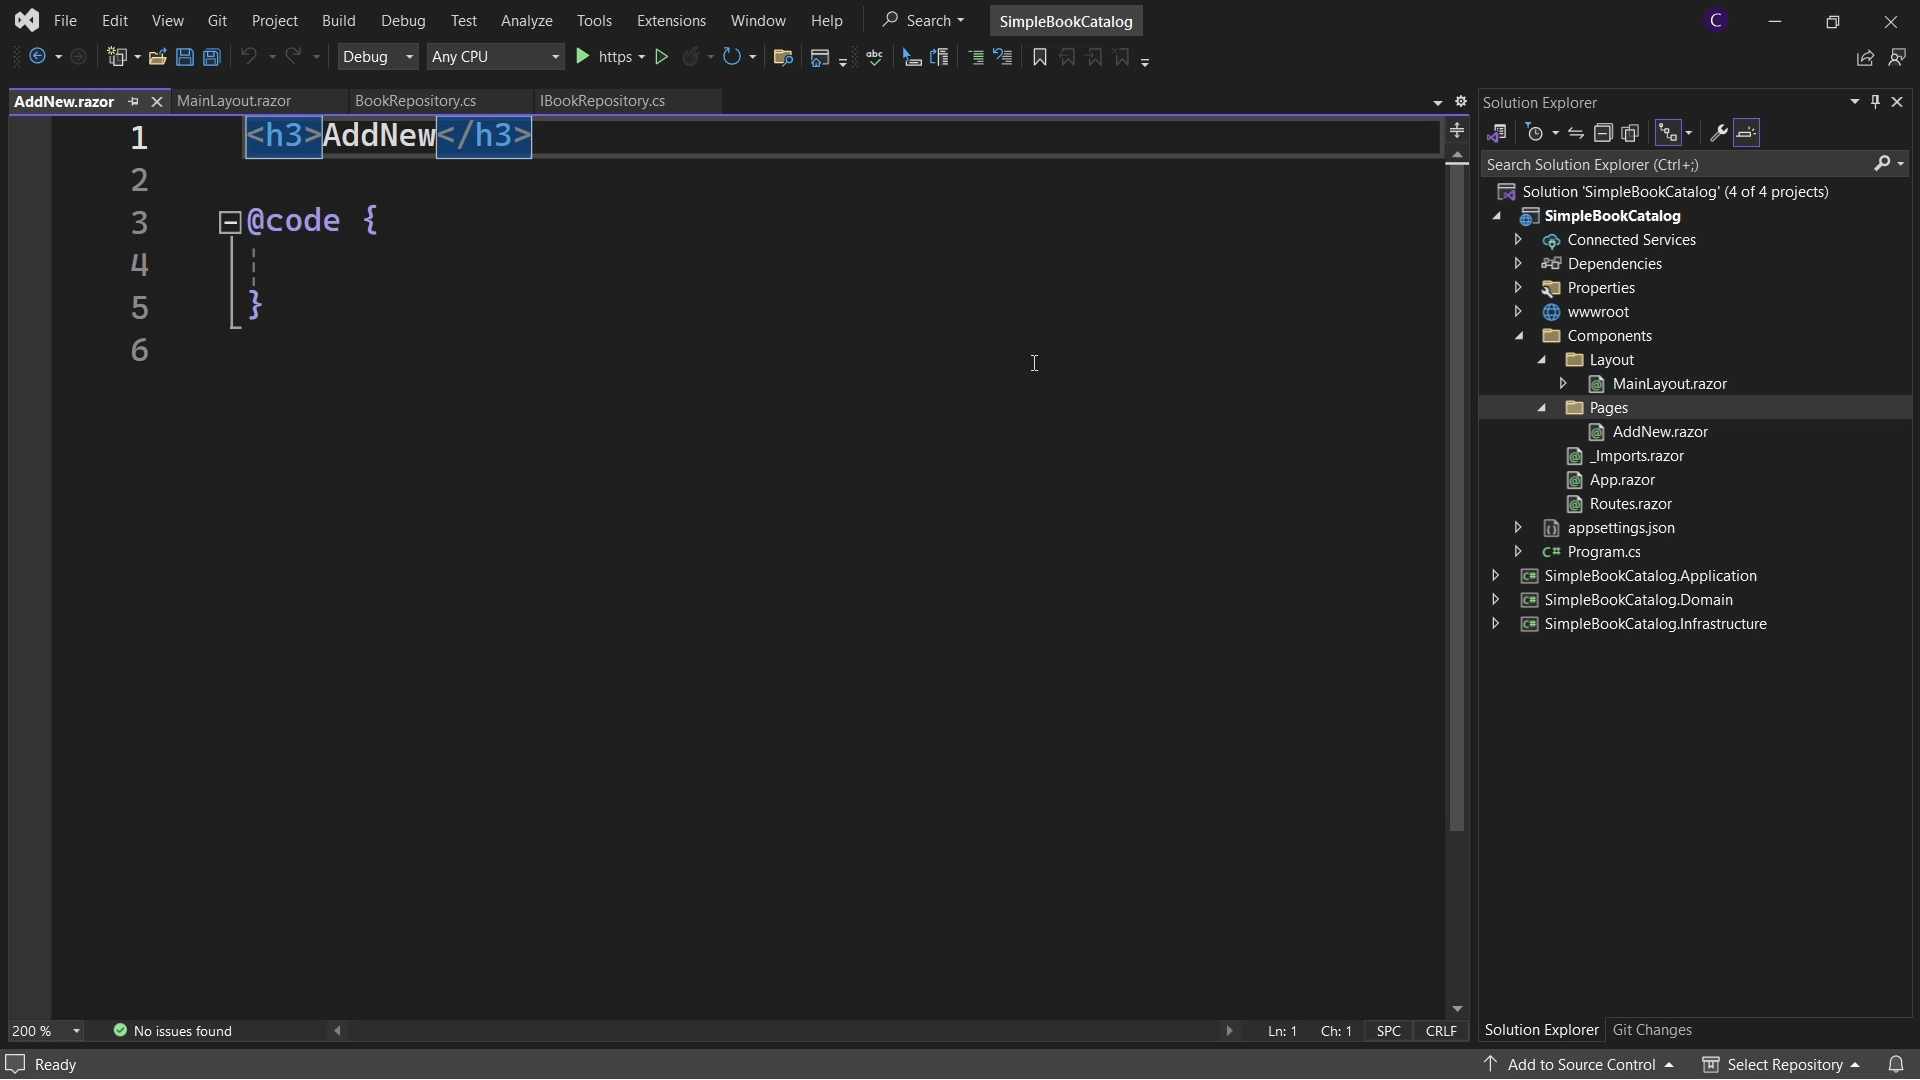 File Edit View Git Project Build Debug Test Analyze Tools Extensions Window Help Search SimpleBookCatalog C
Debug Any CPU https abc
AddNew.razor MainLayout.razor BookRepository.cs IBookRepository.cs
1 <h3>AddNew</h3>
2
3 @code {
4
5 }
6
200 % No issues found Ln: 1 Ch: 1 SPC CRLF
Solution Explorer
Search Solution Explorer (Ctrl+;)
Solution 'SimpleBookCatalog' (4 of 4 projects)
SimpleBookCatalog
Connected Services
Dependencies
Properties
wwwroot
Components
Layout
MainLayout.razor
Pages
AddNew.razor
_Imports.razor
App.razor
Routes.razor
appsettings.json
C# Program.cs
C# SimpleBookCatalog.Application
C# SimpleBookCatalog.Domain
C# SimpleBookCatalog.Infrastructure
Solution Explorer Git Changes
Ready Add to Source Control Select Repository